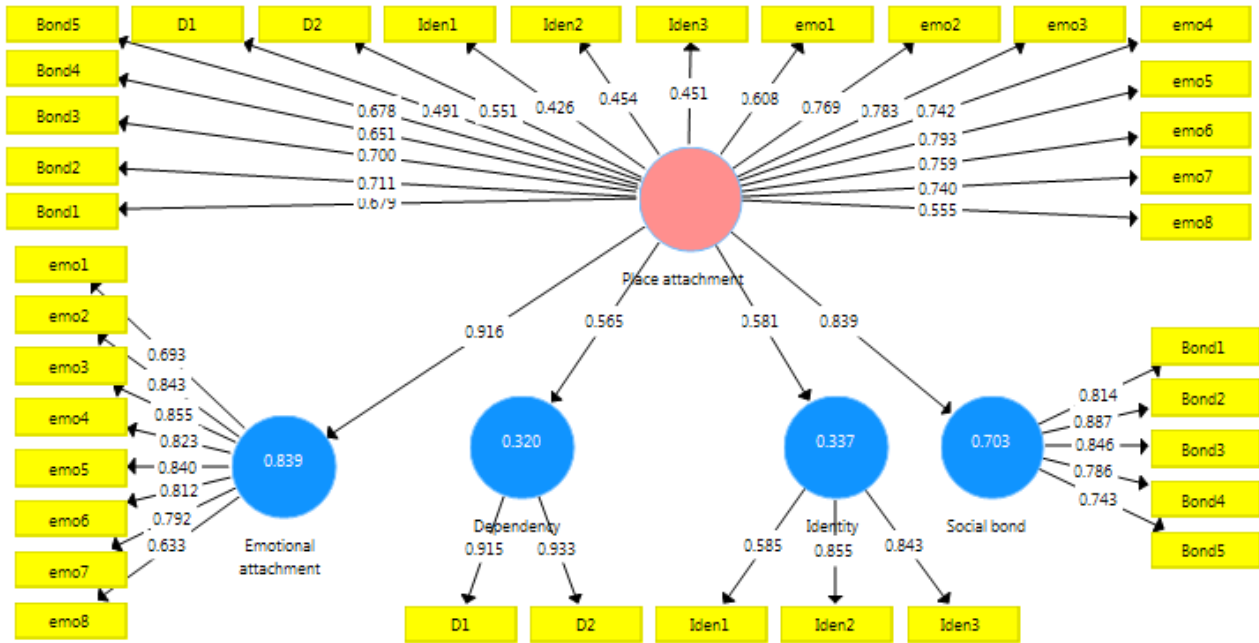 Bond5
D1
D2
Iden1
Iden2
Iden3
emo1
emo2
emo3
emo4
Bond4
Bond3
Bond2
Bond1
emo5
emo6
emo7
emo8
0.678
0.651
0.700
0.711
0.679
0.491
0.551
0.426
0.454
0.451
0.608
0.769
0.783
0.742
0.793
0.759
0.740
0.555
Place attachment
0.916
0.565
0.581
0.839
emo1
emo2
emo3
emo4
emo5
emo6
emo7
emo8
0.693
0.843
0.855
0.823
0.840
0.812
0.792
0.633
0.839
Emotional
attachment
0.320
Dependency
0.915
0.933
D1
D2
0.337
Identity
0.585
0.855
0.843
Iden1
Iden2
Iden3
0.703
Social bond
0.814
0.887
0.846
0.786
0.743
Bond1
Bond2
Bond3
Bond4
Bond5